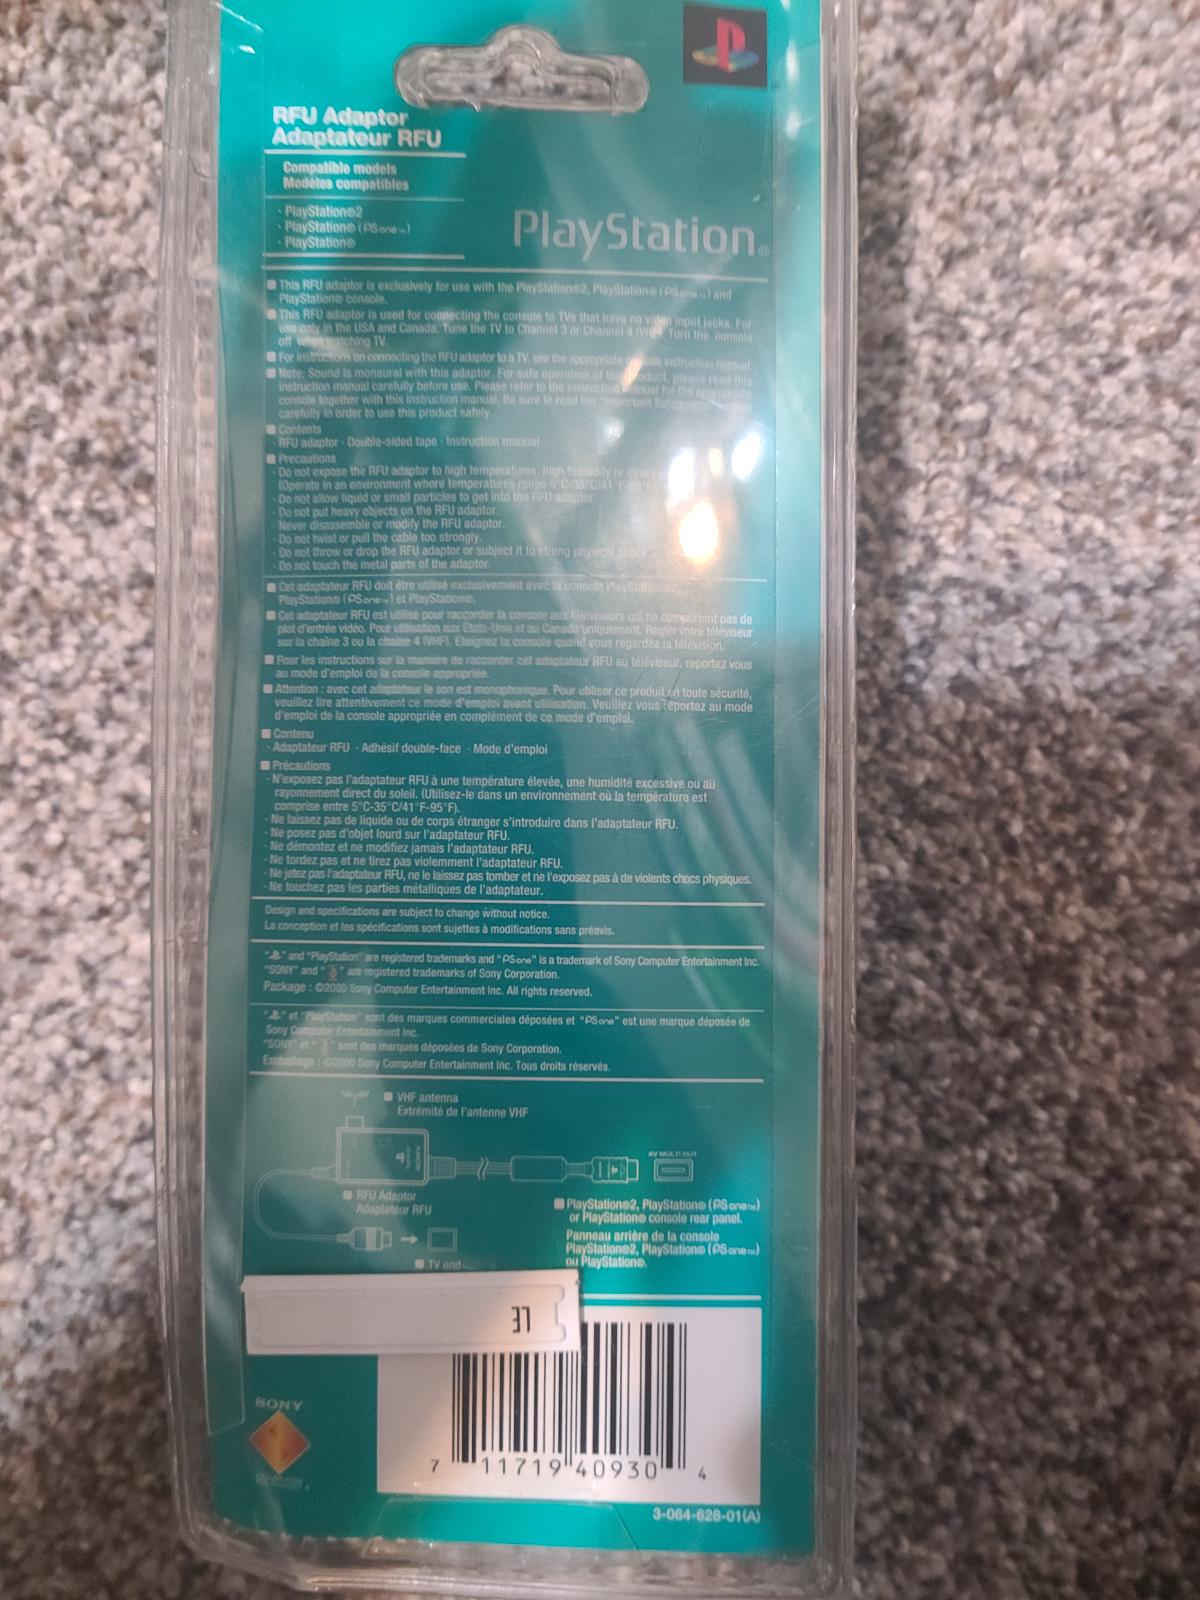 RFU Adaptor
Adaptateur RFU
Compatible models
Modèles compatibles
· PlayStation®2
· PlayStation® (PSone™)
· PlayStation®
PlayStation®
■ This RFU adaptor is exclusively for use with the PlayStation®2, PlayStation® (PSone™) and
PlayStation® console.
■ This RFU adaptor is used for connecting the console to TVs that have no video input jacks. For
use only in the USA and Canada. Tune the TV to Channel 3 or Channel 4 (VHF). Turn the console
off when watching TV.
■ For instructions on connecting the RFU adaptor to a TV, see the appropriate console instruction manual.
■ Note: Sound is monaural with this adaptor. For safe operation of this product, please read this
instruction manual carefully before use. Please refer to the instruction manual for the appropriate
console together with this instruction manual. Be sure to read the "Important Safeguards" section
carefully in order to use this product safely.
■ Contents
· RFU adaptor · Double-sided tape · Instruction manual
■ Precautions
· Do not expose the RFU adaptor to high temperatures, high humidity or direct
(Operate in an environment where temperatures range 5°C-35°C/41°F-95°F)
· Do not allow liquid or small particles to get into the RFU adaptor.
· Do not put heavy objects on the RFU adaptor.
· Never disassemble or modify the RFU adaptor.
· Do not twist or pull the cable too strongly.
· Do not throw or drop the RFU adaptor or subject it to strong physical shock.
· Do not touch the metal parts of the adaptor.
■ Cet adaptateur RFU doit être utilisé exclusivement avec la console PlayStation®2,
PlayStation® (PSone™) et PlayStation®.
■ Cet adaptateur RFU est utilisé pour raccorder la console aux téléviseurs qui ne comportent pas de
plot d'entrée vidéo. Pour utilisation aux États-Unis et au Canada uniquement. Régler votre téléviseur
sur la chaîne 3 ou la chaîne 4 (VHF). Eteignez la console quand vous regardez la télévision.
■ Pour les instructions sur la manière de raccorder cet adaptateur RFU au téléviseur, reportez vous
au mode d'emploi de la console appropriée.
■ Attention : avec cet adaptateur le son est monophonique. Pour utiliser ce produit en toute sécurité,
veuillez lire attentivement ce mode d'emploi avant utilisation. Veuillez vous reportez au mode
d'emploi de la console appropriée en complément de ce mode d'emploi.
■ Contenu
· Adaptateur RFU · Adhésif double-face · Mode d'emploi
■ Précautions
· N'exposez pas l'adaptateur RFU à une température élevée, une humidité excessive ou au
rayonnement direct du soleil. (Utilisez-le dans un environnement où la température est
comprise entre 5°C-35°C/41°F-95°F).
· Ne laissez pas de liquide ou de corps étranger s'introduire dans l'adaptateur RFU.
· Ne posez pas d'objet lourd sur l'adaptateur RFU.
· Ne démontez et ne modifiez jamais l'adaptateur RFU.
· Ne tordez pas et ne tirez pas violemment l'adaptateur RFU.
· Ne jetez pas l'adaptateur RFU, ne le laissez pas tomber et ne l'exposez pas à de violents chocs physiques.
· Ne touchez pas les parties métalliques de l'adaptateur.
Design and specifications are subject to change without notice.
La conception et les spécifications sont sujettes à modifications sans préavis.
" " and "PlayStation" are registered trademarks and "PSone" is a trademark of Sony Computer Entertainment Inc.
"SONY" and " " are registered trademarks of Sony Corporation.
Package : ©2000 Sony Computer Entertainment Inc. All rights reserved.
" " et "PlayStation" sont des marques commerciales déposées et "PSone" est une marque déposée de
Sony Computer Entertainment Inc.
"SONY" et " " sont des marques déposées de Sony Corporation.
Emballage : ©2000 Sony Computer Entertainment Inc. Tous droits réservés.
■ VHF antenna
Extrémité de l'antenne VHF
AV MULTI OUT
■ RFU Adaptor
Adaptateur RFU
■ PlayStation®2, PlayStation® (PSone™)
or PlayStation® console rear panel.
Panneau arrière de la console
PlayStation®2, PlayStation® (PSone™)
ou PlayStation®.
■ TV end
37
SONY
COMPUTER
7 11719 40930 4
3-064-628-01(A)